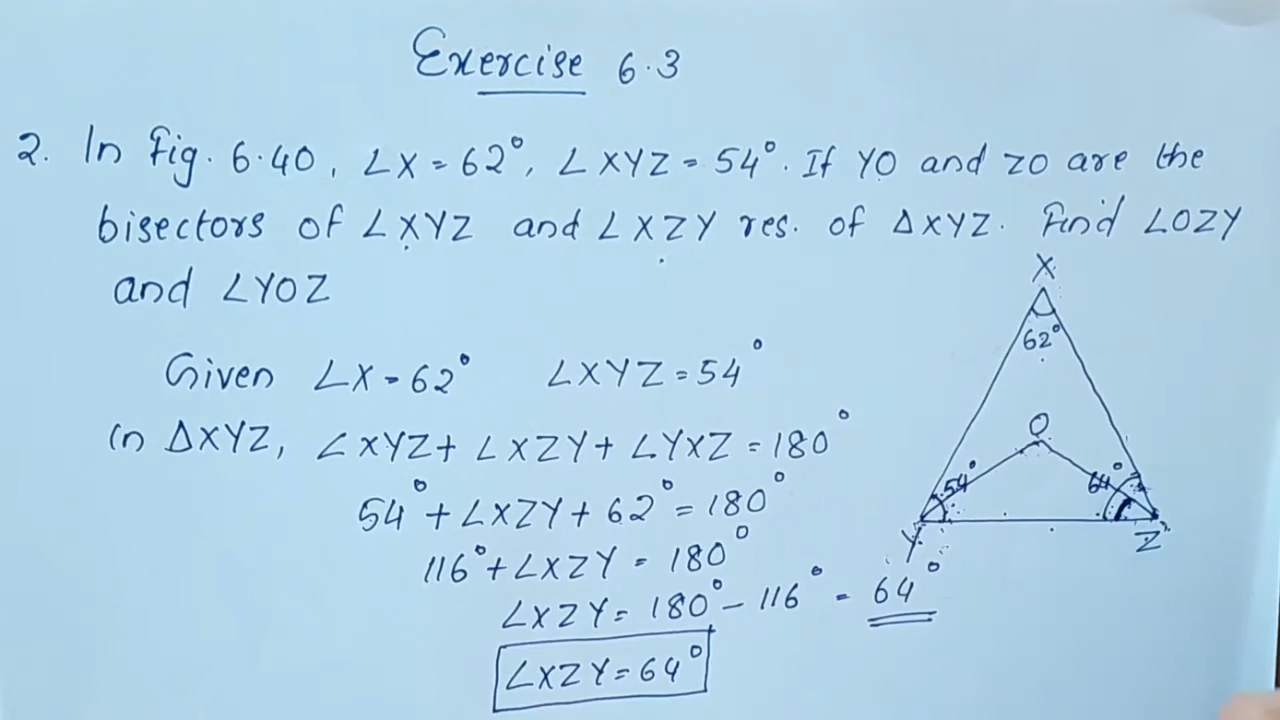 Exercise 6.3
2. In Fig. 6.40, ∠X = 62°, ∠XYZ = 54°. If YO and ZO are the
bisectors of ∠XYZ and ∠XZY res. of ΔXYZ. Find ∠OZY
and ∠YOZ
X
62°
Given ∠X = 62° ∠XYZ = 54°
In ΔXYZ, ∠XYZ + ∠XZY + ∠YXZ = 180°
O
54° 64°
54° + ∠XZY + 62° = 180°
Y Z
116° + ∠XZY = 180°
∠XZY = 180° - 116° = 64°
∠XZY = 64°